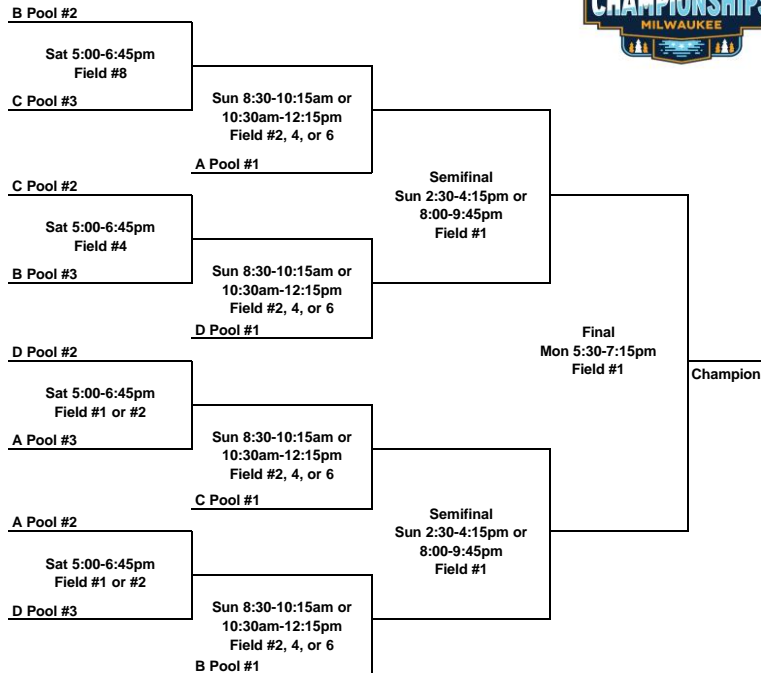 CHAMPIONSHIPS
MILWAUKEE
B Pool #2
Sat 5:00-6:45pm
Field #8
C Pool #3
Sun 8:30-10:15am or
10:30am-12:15pm
Field #2, 4, or 6
A Pool #1
C Pool #2
Sat 5:00-6:45pm
Field #4
B Pool #3
Sun 8:30-10:15am or
10:30am-12:15pm
Field #2, 4, or 6
D Pool #1
Semifinal
Sun 2:30-4:15pm or
8:00-9:45pm
Field #1
D Pool #2
Sat 5:00-6:45pm
Field #1 or #2
A Pool #3
Sun 8:30-10:15am or
10:30am-12:15pm
Field #2, 4, or 6
C Pool #1
A Pool #2
Sat 5:00-6:45pm
Field #1 or #2
D Pool #3
Sun 8:30-10:15am or
10:30am-12:15pm
Field #2, 4, or 6
B Pool #1
Semifinal
Sun 2:30-4:15pm or
8:00-9:45pm
Field #1
Final
Mon 5:30-7:15pm
Field #1
Champion